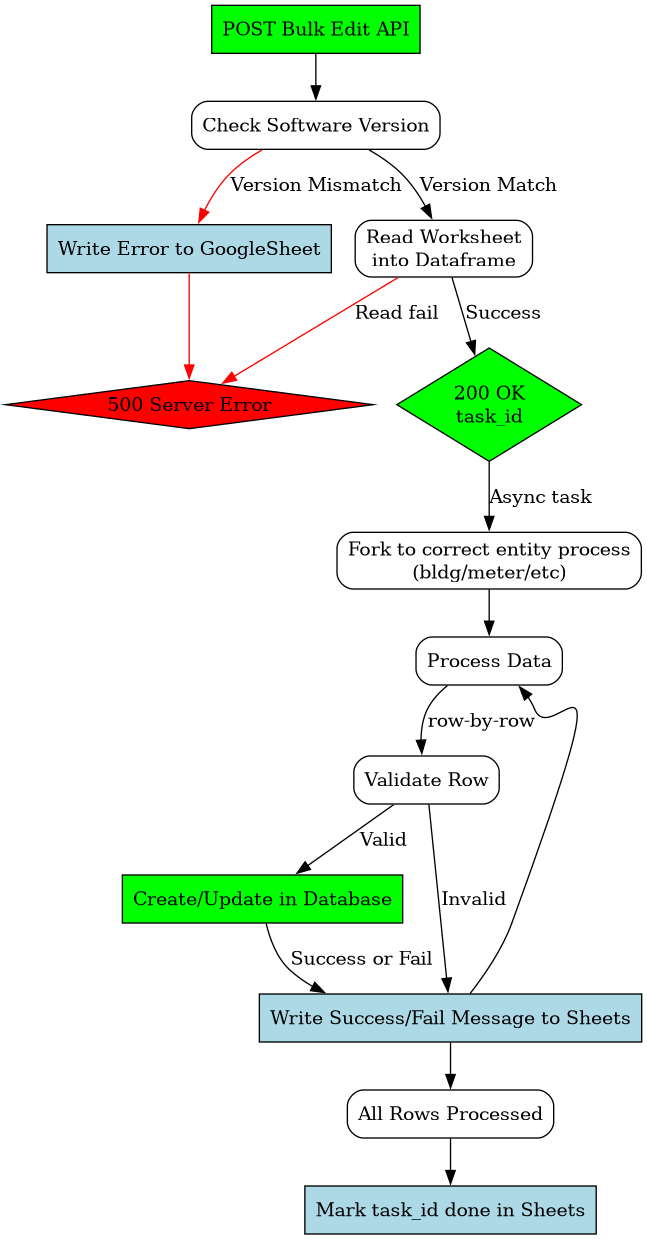 POST Bulk Edit API
Check Software Version
Version Mismatch
Version Match
Write Error to GoogleSheet
Read Worksheet
into Dataframe
Read fail
Success
500 Server Error
200 OK
task_id
Async task
Fork to correct entity process
(bldg/meter/etc)
Process Data
row-by-row
Validate Row
Valid
Create/Update in Database
Invalid
Success or Fail
Write Success/Fail Message to Sheets
All Rows Processed
Mark task_id done in Sheets